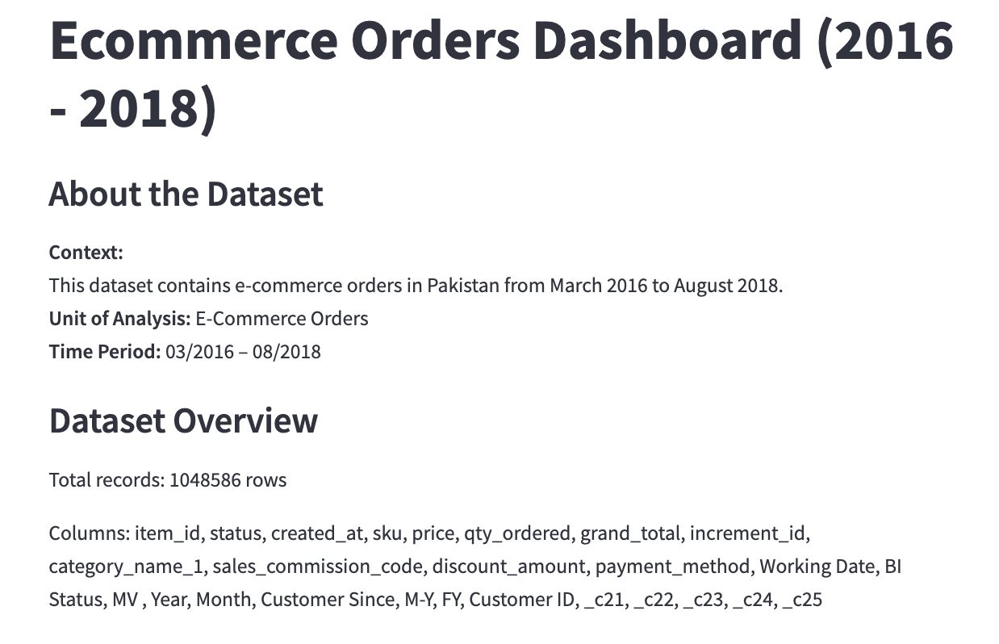 Ecommerce Orders Dashboard (2016
- 2018)
About the Dataset
Context:
This dataset contains e-commerce orders in Pakistan from March 2016 to August 2018.
Unit of Analysis: E-Commerce Orders
Time Period: 03/2016 – 08/2018
Dataset Overview
Total records: 1048586 rows
Columns: item_id, status, created_at, sku, price, qty_ordered, grand_total, increment_id,
category_name_1, sales_commission_code, discount_amount, payment_method, Working Date, BI
Status, MV , Year, Month, Customer Since, M-Y, FY, Customer ID, _c21, _c22, _c23, _c24, _c25